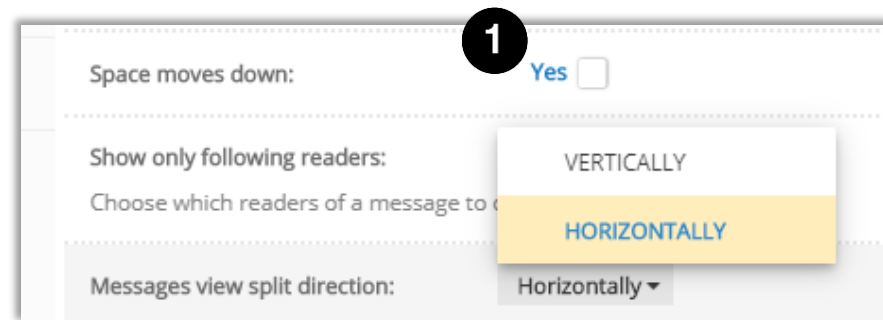 1
Space moves down: Yes
Show only following readers:
VERTICALLY
Choose which readers of a message to
HORIZONTALLY
Messages view split direction: Horizontally